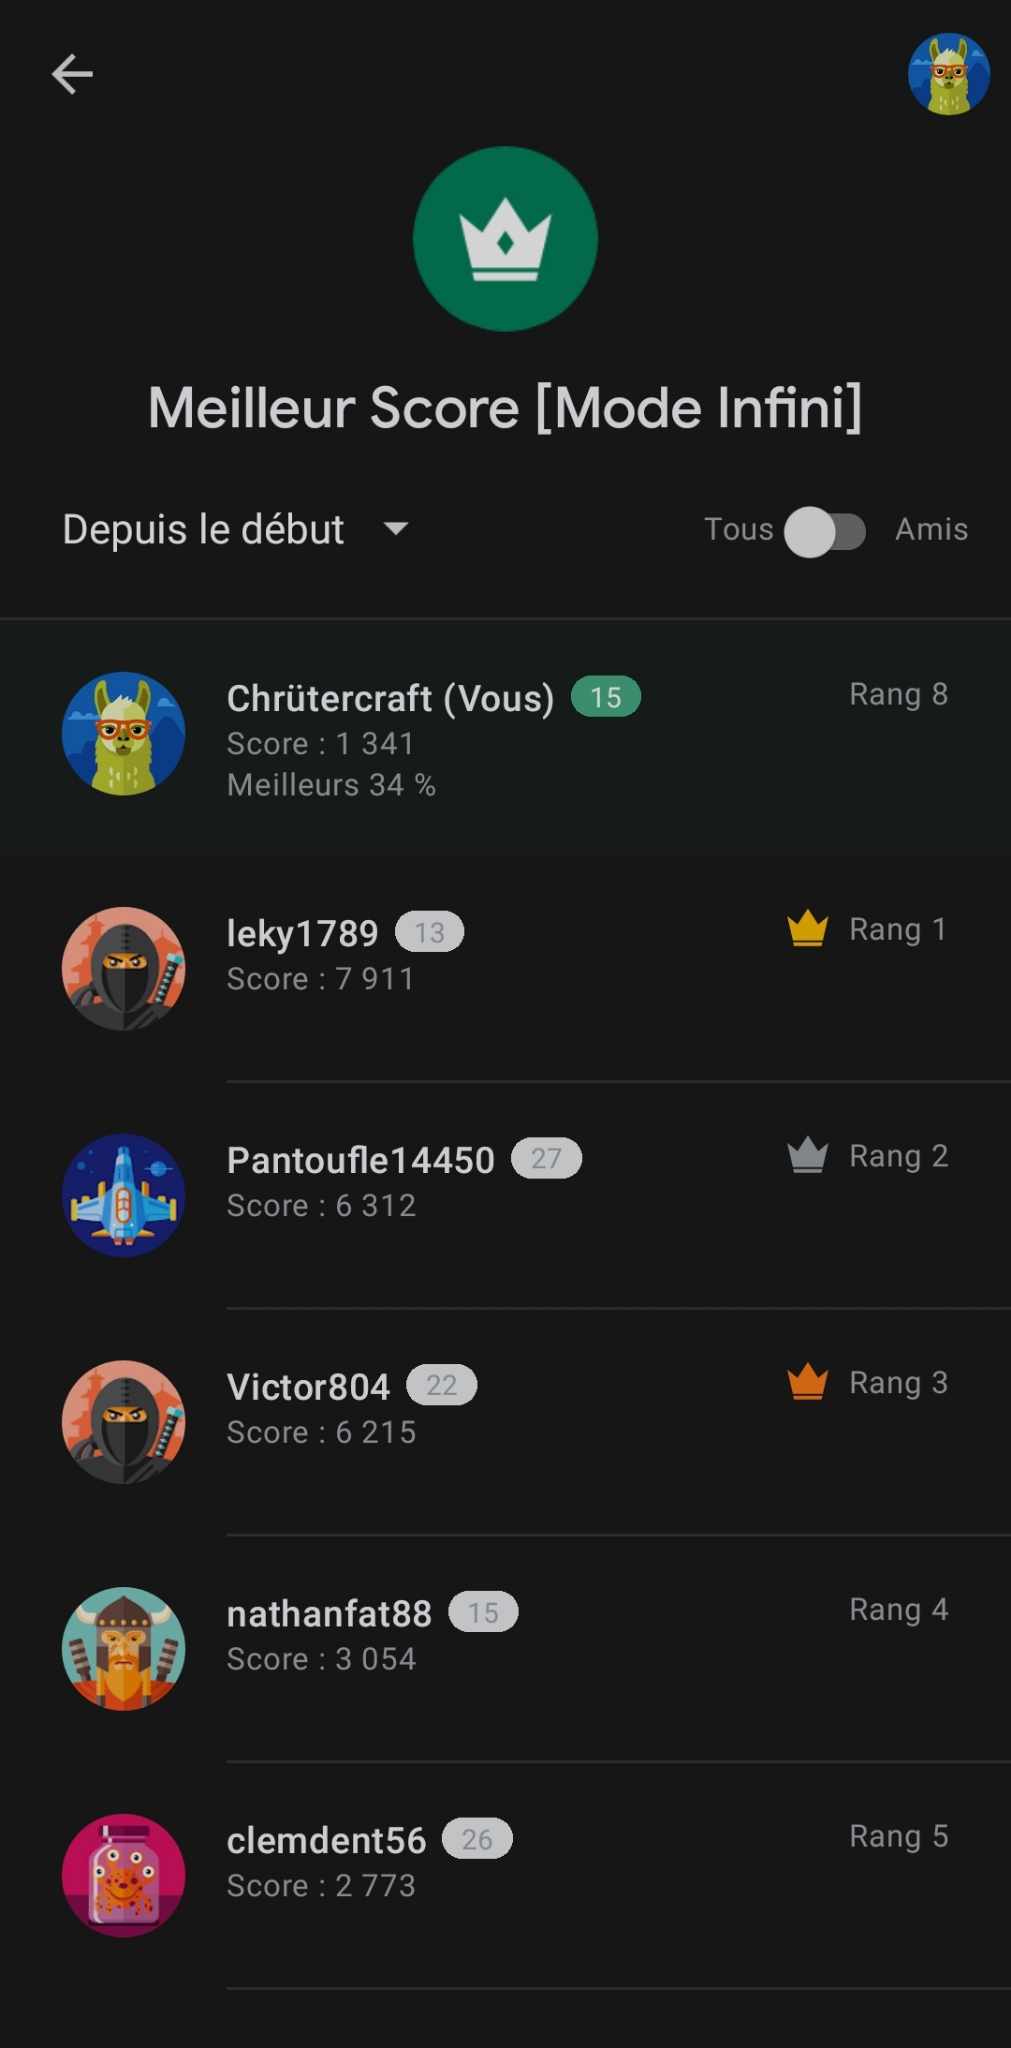 Meilleur Score [Mode Infini]
Depuis le début
Tous Amis
Chrütercraft (Vous) 15 Rang 8
Score : 1 341
Meilleurs 34 %
leky1789 13 Rang 1
Score : 7 911
Pantoufle14450 27 Rang 2
Score : 6 312
Victor804 22 Rang 3
Score : 6 215
nathanfat88 15 Rang 4
Score : 3 054
clemdent56 26 Rang 5
Score : 2 773